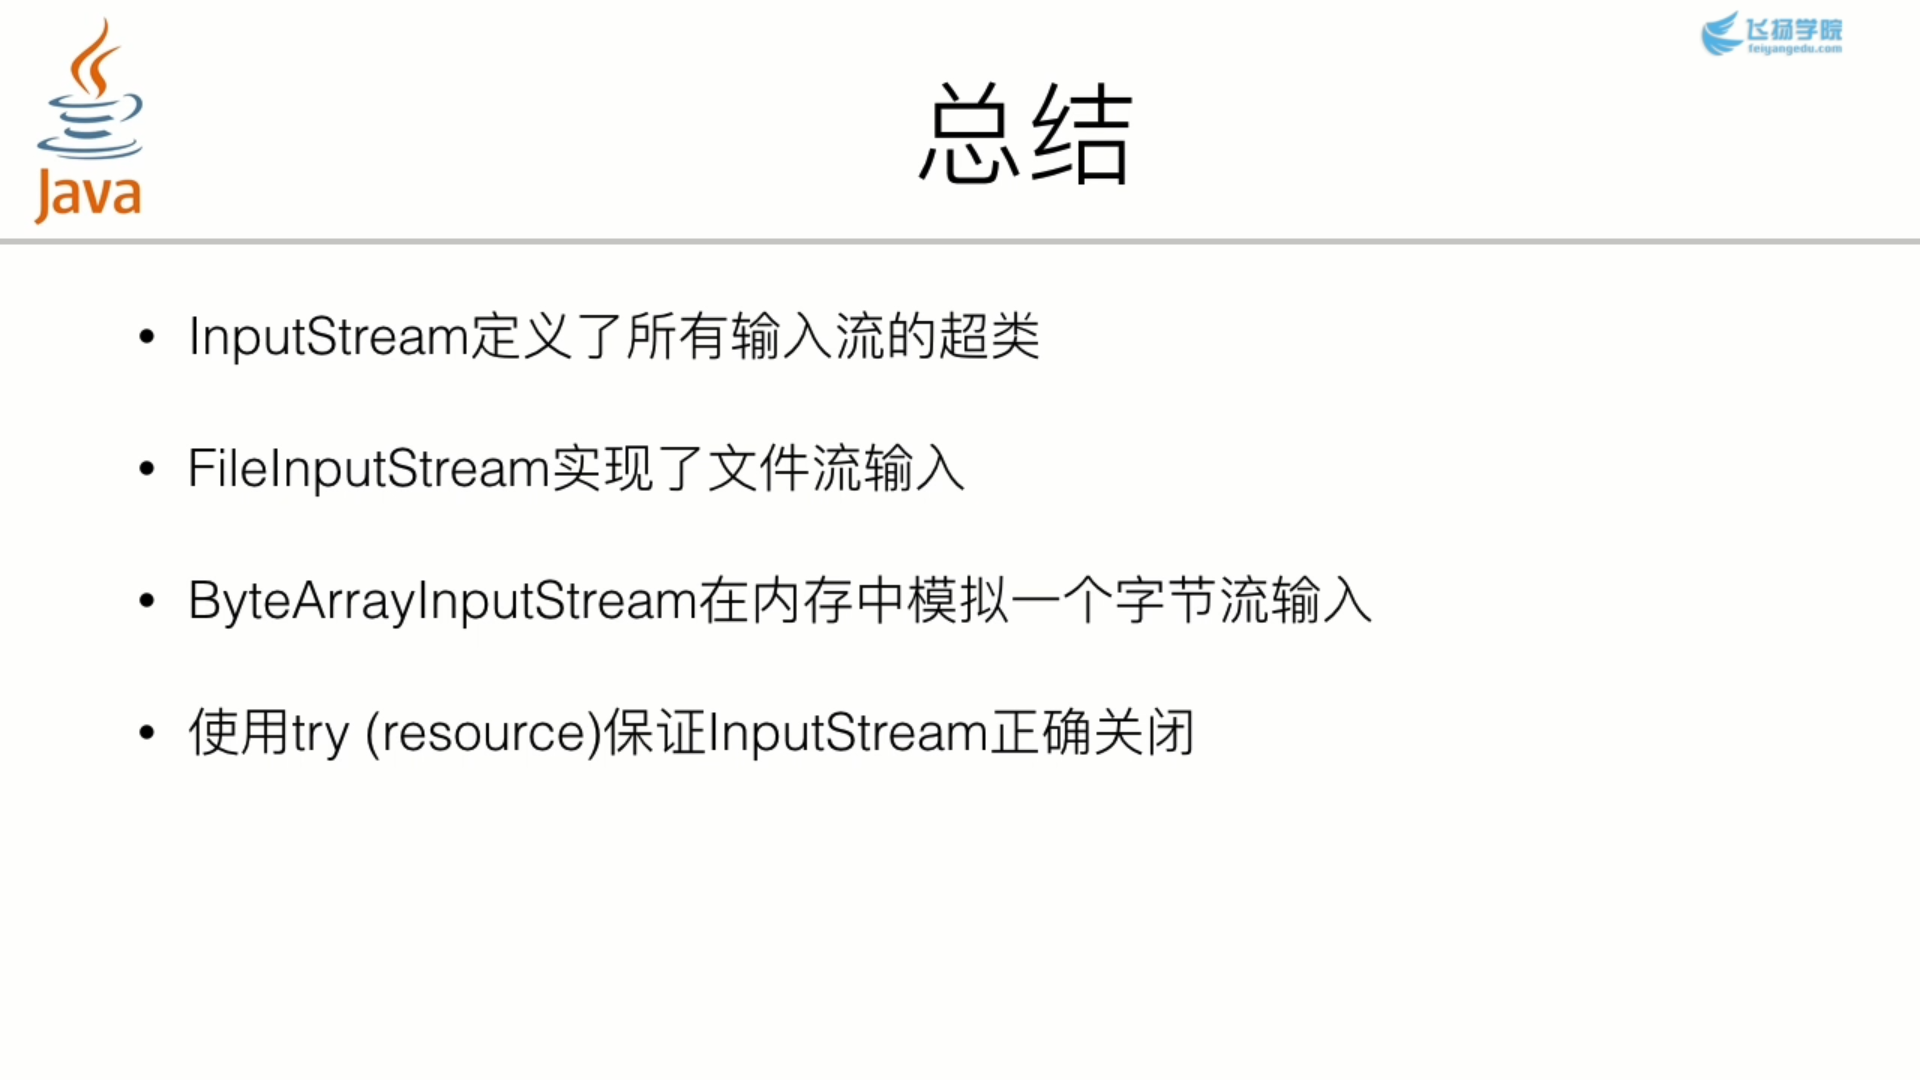 Java
飞扬学院
feiyangedu.com
总结
• InputStream定义了所有输入流的超类
• FileInputStream实现了文件流输入
• ByteArrayInputStream在内存中模拟一个字节流输入
• 使用try (resource)保证InputStream正确关闭